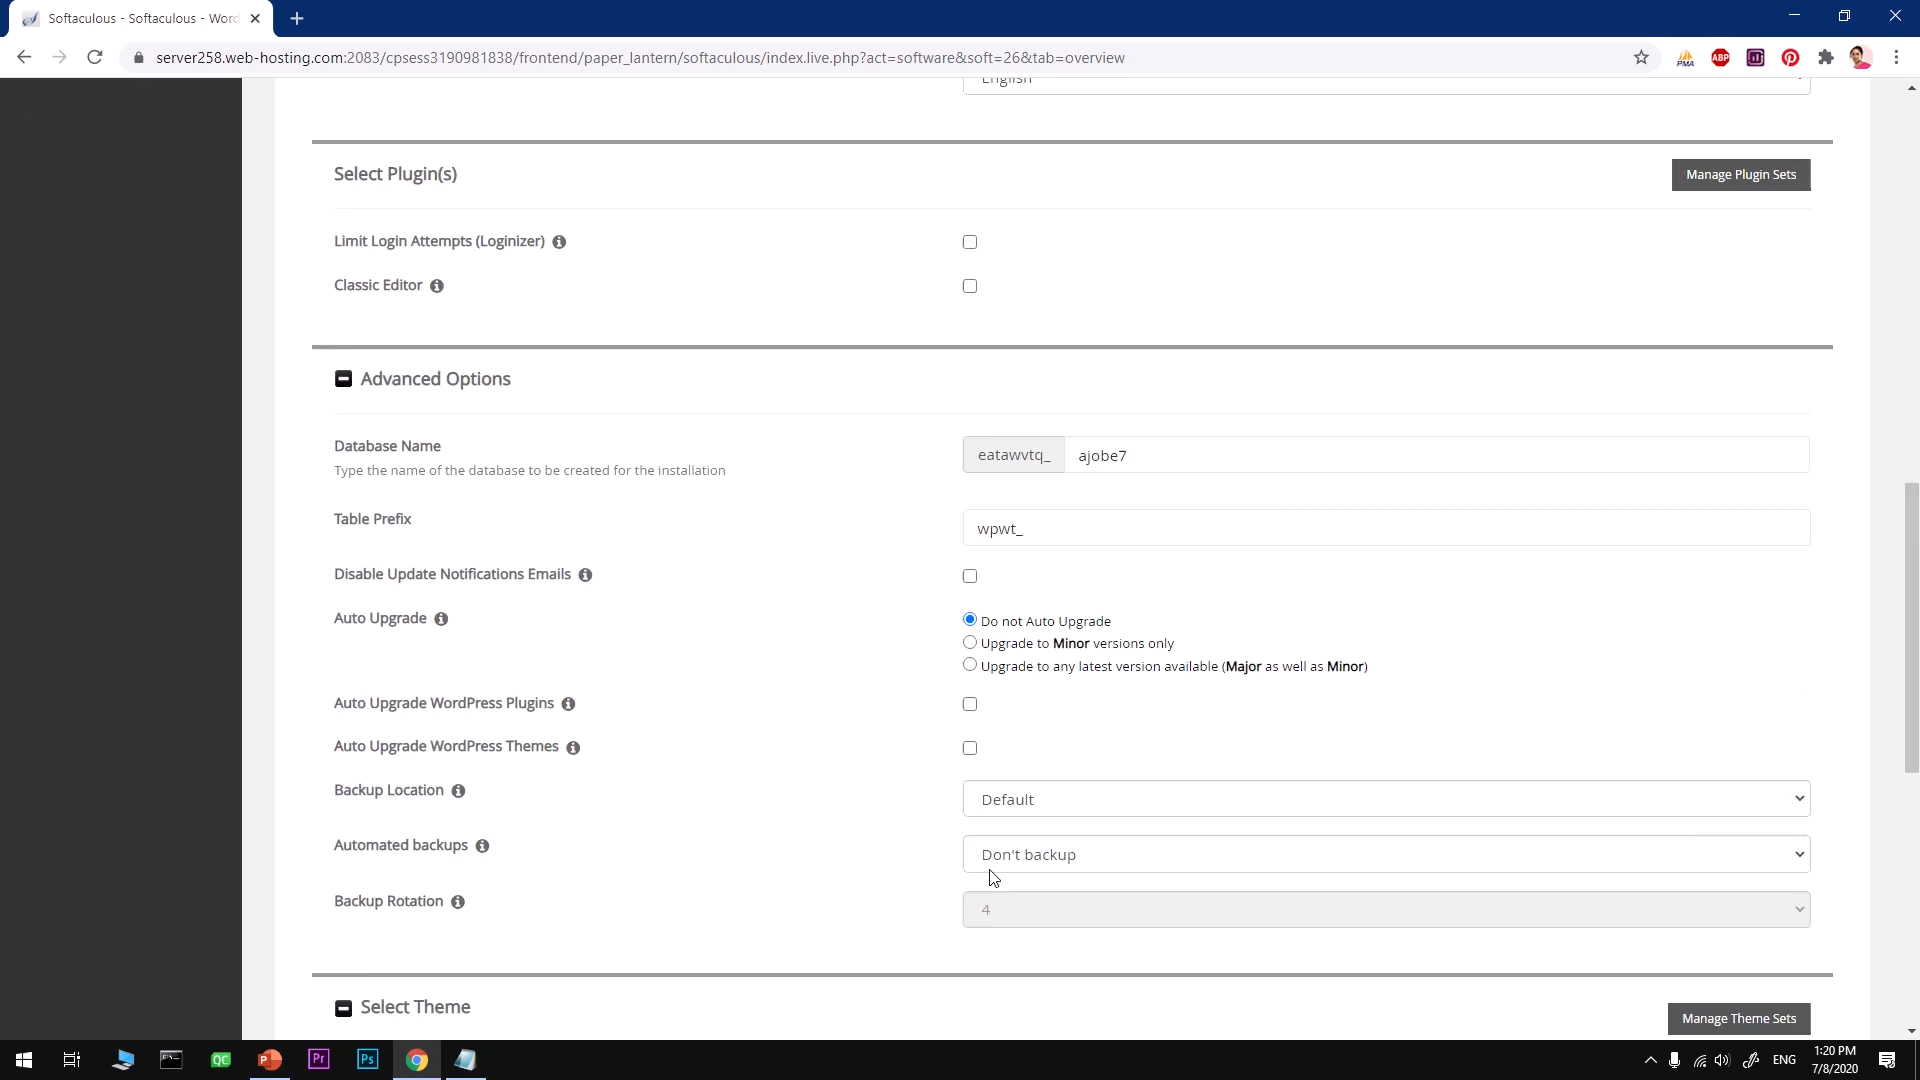 Softaculous - Softaculous - Word
server258.web-hosting.com:2083/cpsess3190981838/frontend/paper_lantern/softaculous/index.live.php?act=software&soft=26&tab=overview
PMA
ABP
English
Select Plugin(s)
Manage Plugin Sets
Limit Login Attempts (Loginizer)
Classic Editor
Advanced Options
Database Name
eatawvtq_ ajobe7
Type the name of the database to be created for the installation
Table Prefix
wpwt_
Disable Update Notifications Emails
Auto Upgrade
Do not Auto Upgrade
Upgrade to Minor versions only
Upgrade to any latest version available (Major as well as Minor)
Auto Upgrade WordPress Plugins
Auto Upgrade WordPress Themes
Backup Location
Default
Automated backups
Don't backup
Backup Rotation
4
Select Theme
Manage Theme Sets
QC
P
Pr
Ps
ENG
1:20 PM
7/8/2020